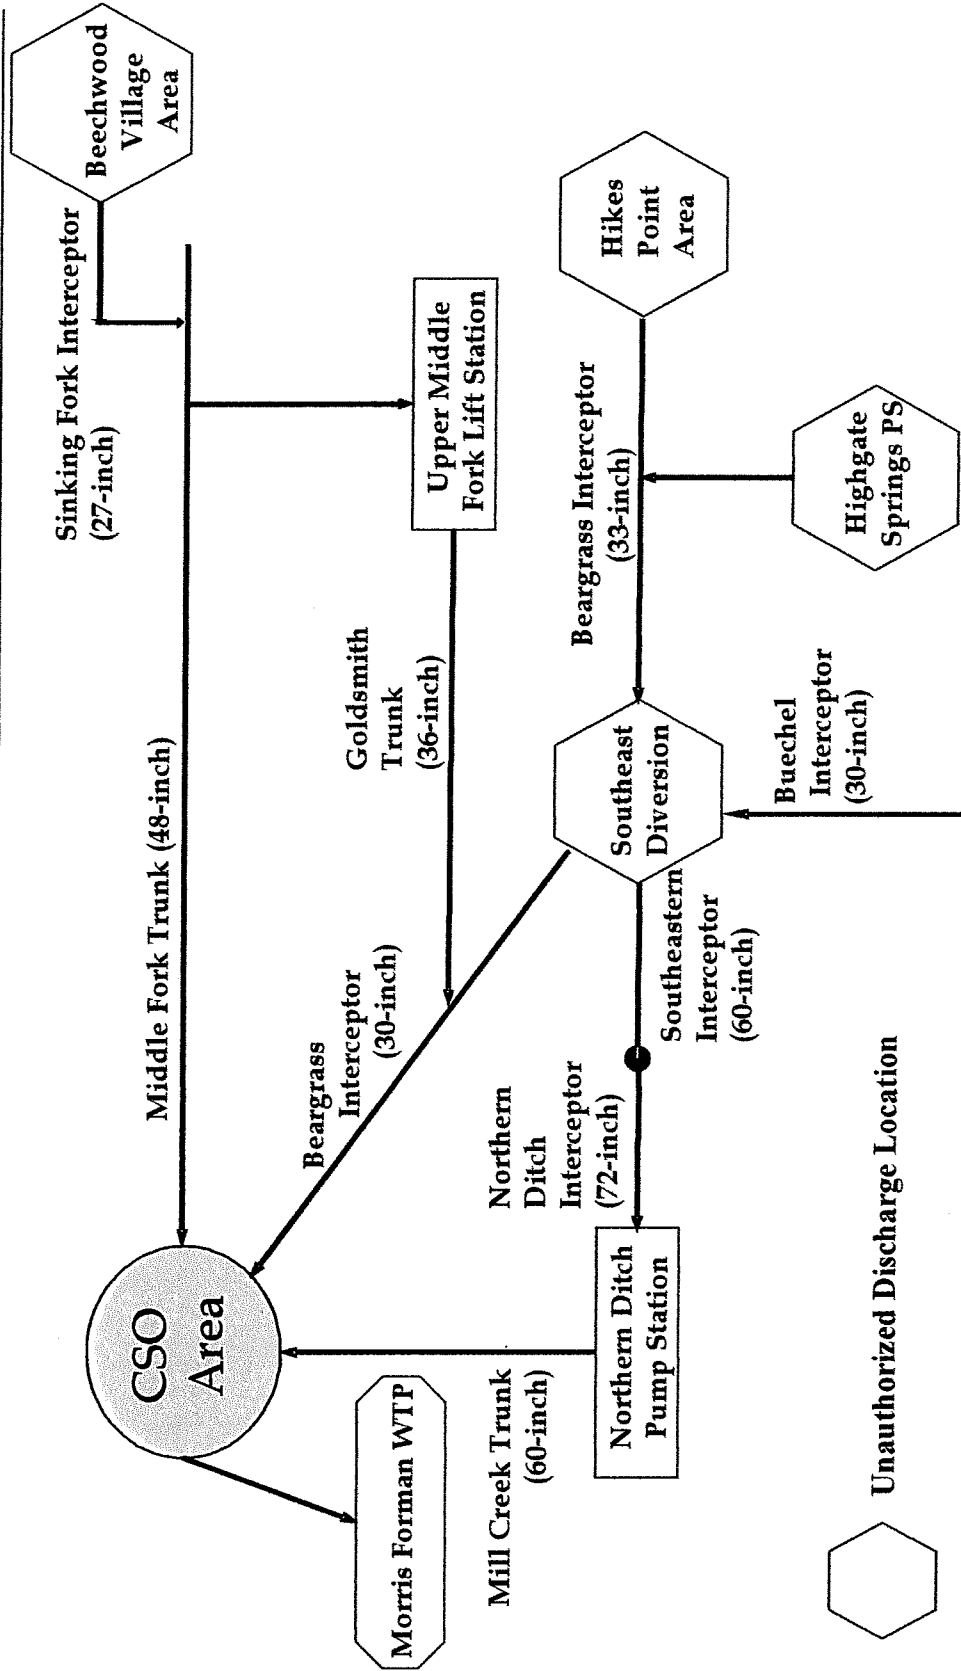 CSO
Area
Middle Fork Trunk (48-inch)
Sinking Fork Interceptor
(27-inch)
Beechwood
Village
Area
Morris Forman WTP
Beargrass
Interceptor
(30-inch)
Goldsmith
Trunk
(36-inch)
Upper Middle
Fork Lift Station
Mill Creek Trunk
(60-inch)
Northern Ditch
Pump Station
Northern
Ditch
Interceptor
(72-inch)
Southeastern
Interceptor
(60-inch)
Southeast
Diversion
Beargrass Interceptor
(33-inch)
Hikes
Point
Area
Buechel
Interceptor
(30-inch)
Highgate
Springs PS
Unauthorized Discharge Location